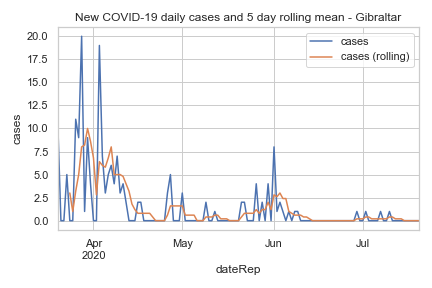 New COVID-19 daily cases and 5 day rolling mean - Gibraltar
cases
cases (rolling)
20.0
17.5
15.0
12.5
10.0
7.5
5.0
2.5
0.0
cases
Apr
2020
May
Jun
Jul
dateRep